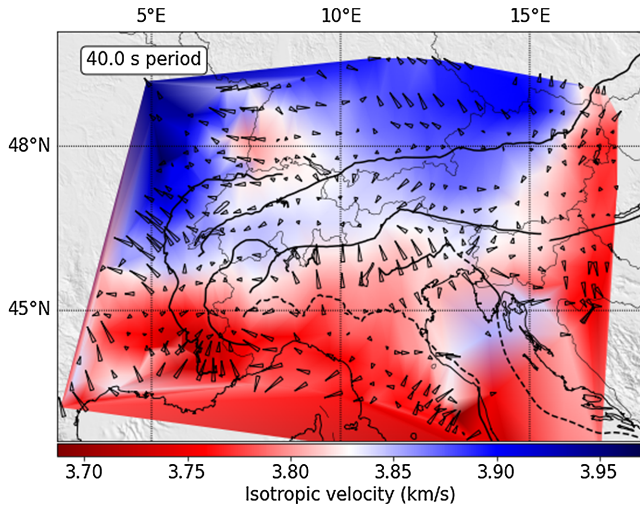 5°E 10°E 15°E
40.0 s period
48°N
45°N
3.70 3.75 3.80 3.85 3.90 3.95
Isotropic velocity (km/s)